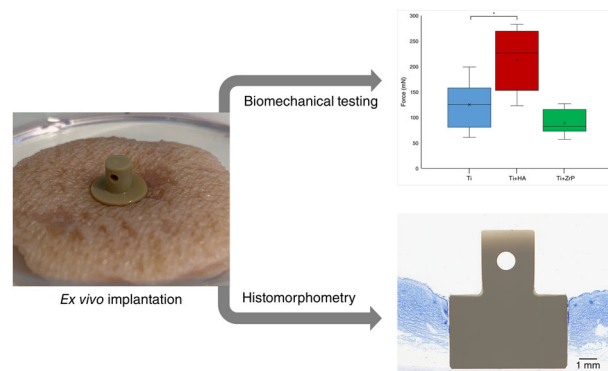 Biomechanical testing
Ex vivo implantation
Histomorphometry
Force (mN)
300
250
200
150
100
50
0
*
Ti
Ti+HA
Ti+ZrP
1 mm